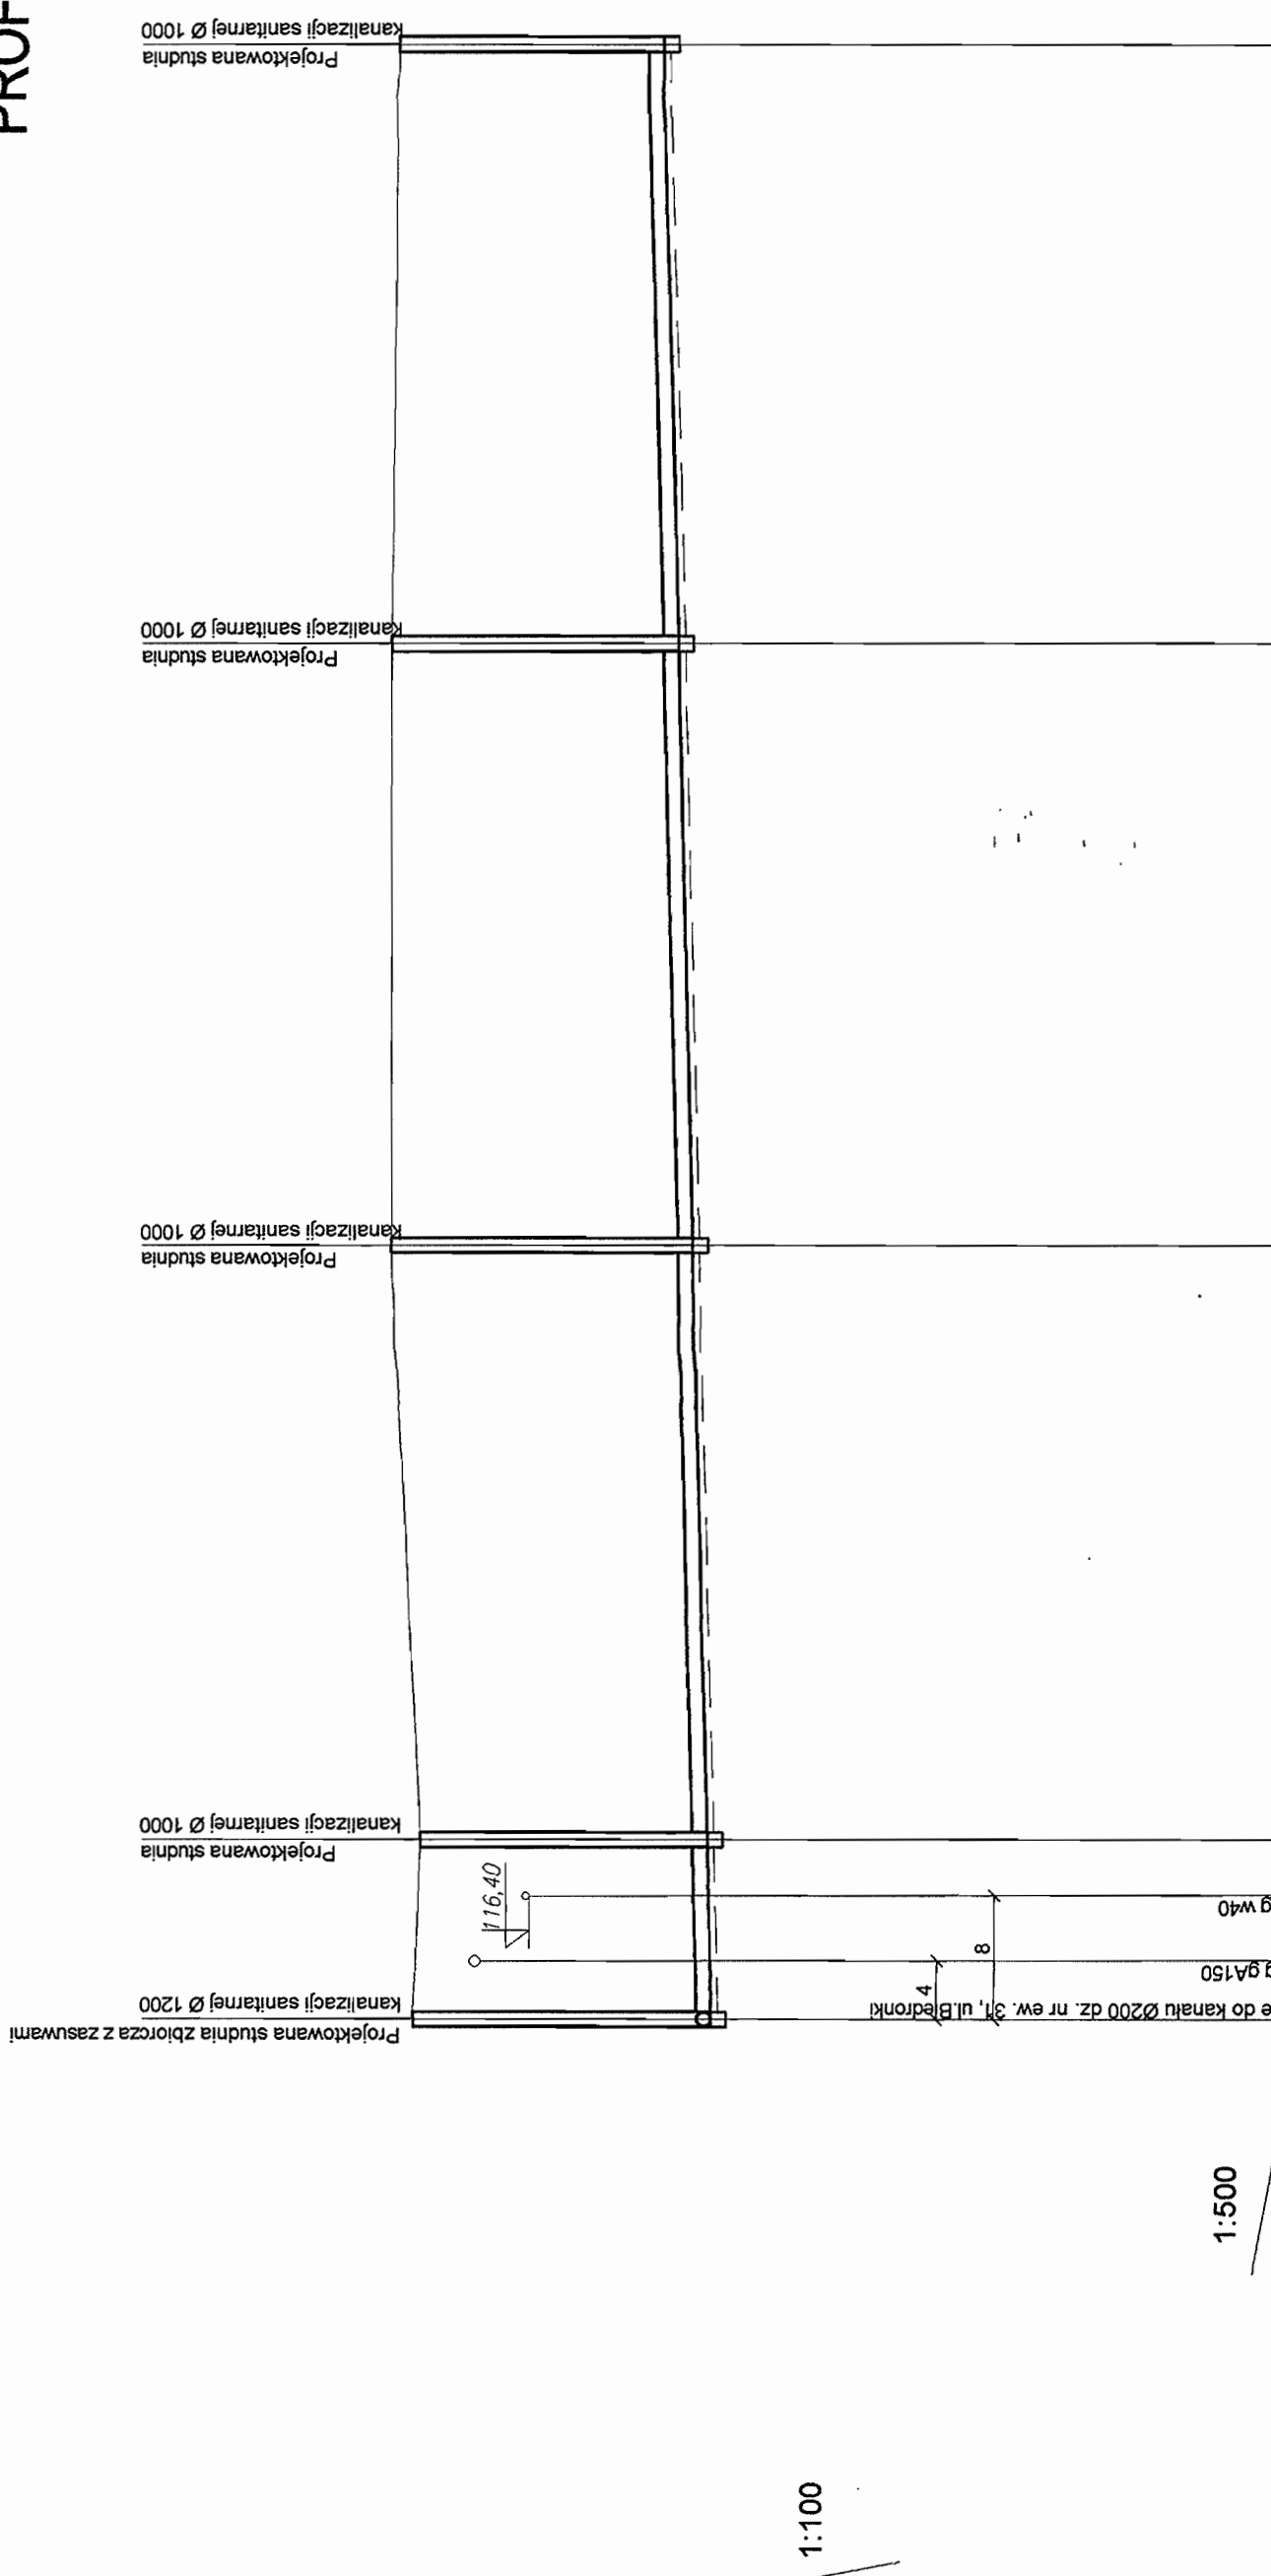 PROF
Projektowana studnia zbiorcza z zasuwami
kanalizacji sanitarnej Ø 1200
Projektowana studnia
kanalizacji sanitarnej Ø 1000
Projektowana studnia
kanalizacji sanitarnej Ø 1000
Projektowana studnia
kanalizacji sanitarnej Ø 1000
Projektowana studnia
kanalizacji sanitarnej Ø 1000
116,40
4
8
e do kanału Ø200 dz. nr ew. 31, ul.Biedronki
g gA150
g w40
1:100
1:500